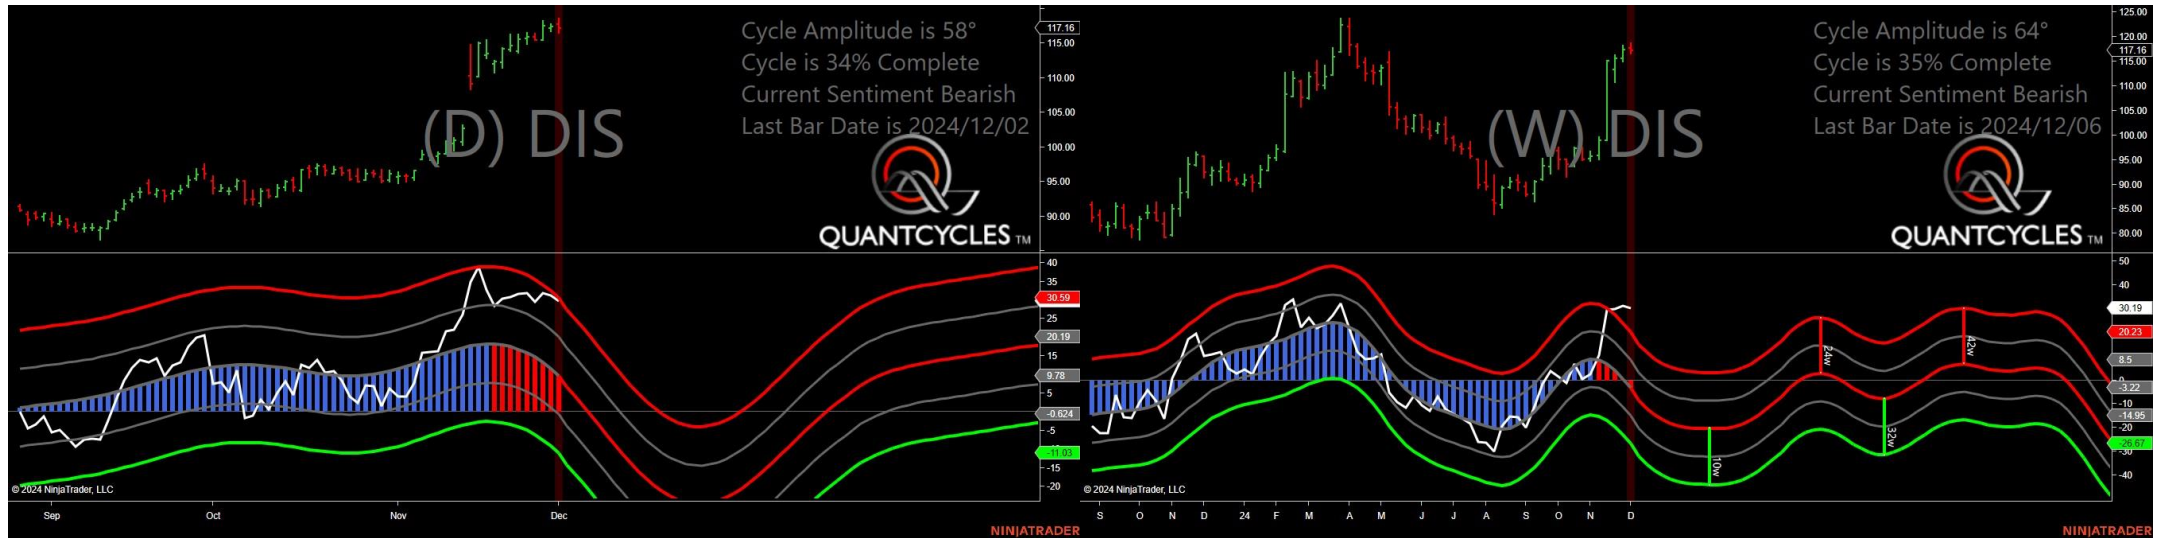 Cycle Amplitude is 58°
Cycle is 34% Complete
Current Sentiment Bearish
Last Bar Date is 2024/12/02
(D) DIS
QUANTCYCLES TM
117.16
115.00
110.00
105.00
100.00
95.00
90.00
40
35
30.59
25
20.19
15
9.78
5
-0.624
-5
-11.03
-15
-20
© 2024 NinjaTrader, LLC
Sep
Oct
Nov
Dec
NINJATRADER
Cycle Amplitude is 64°
Cycle is 35% Complete
Current Sentiment Bearish
Last Bar Date is 2024/12/06
(W) DIS
QUANTCYCLES TM
125.00
120.00
117.16
115.00
110.00
105.00
100.00
95.00
90.00
85.00
80.00
50
40
30.19
20.23
8.5
-3.22
-10
-14.95
-20
-26.67
-30
-40
24w
42w
10w
32w
© 2024 NinjaTrader, LLC
S O N D 24 F M A M J J A S O N D
NINJATRADER